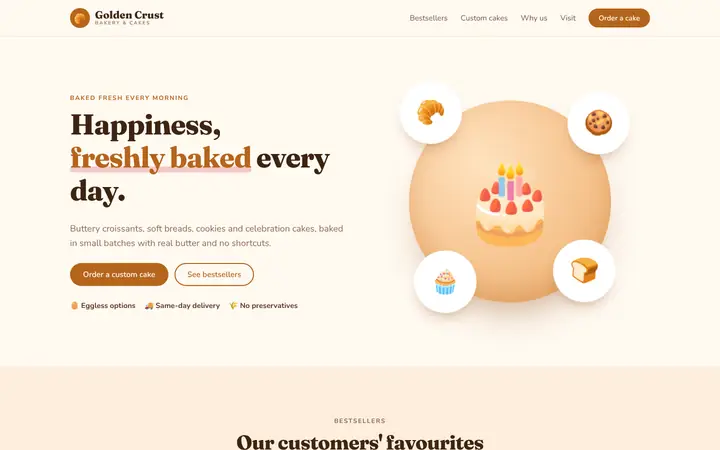 Golden Crust
BAKERY & CAKES
Bestsellers
Custom cakes
Why us
Visit
Order a cake
BAKED FRESH EVERY MORNING
Happiness,
freshly baked every
day.
Buttery croissants, soft breads, cookies and celebration cakes, baked
in small batches with real butter and no shortcuts.
Order a custom cake
See bestsellers
🥚 Eggless options
🚚 Same-day delivery
🌾 No preservatives
BESTSELLERS
Our customers' favourites